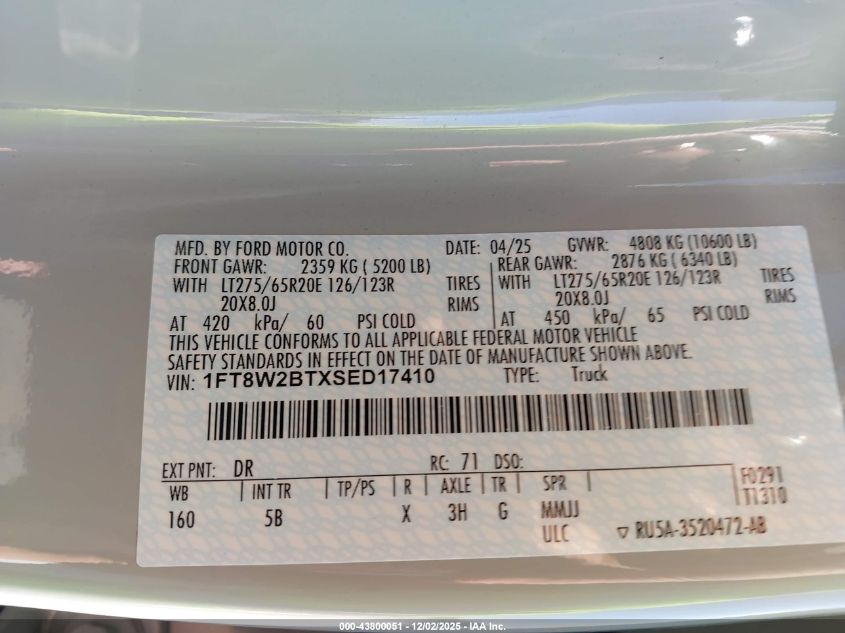 MFD. BY FORD MOTOR CO. DATE: 04/25 GVWR: 4808 KG (10600 LB)
FRONT GAWR: 2359 KG ( 5200 LB) REAR GAWR: 2876 KG ( 6340 LB)
WITH LT275/65R20E 126/123R TIRES WITH LT275/65R20E 126/123R TIRES
20X8.0J RIMS 20X8.0J RIMS
AT 420 kPa/ 60 PSI COLD AT 450 kPa/ 65 PSI COLD
THIS VEHICLE CONFORMS TO ALL APPLICABLE FEDERAL MOTOR VEHICLE
SAFETY STANDARDS IN EFFECT ON THE DATE OF MANUFACTURE SHOWN ABOVE.
VIN: 1FT8W2BTXSED17410 TYPE: Truck
EXT PNT: DR RC: 71 DSO:
WB INT TR TP/PS R AXLE TR SPR F0291
T1310
160 5B X 3H G MMJJ
ULC ▽ RU5A-3520472-AB
000-43800051 - 12/02/2025 - IAA Inc.